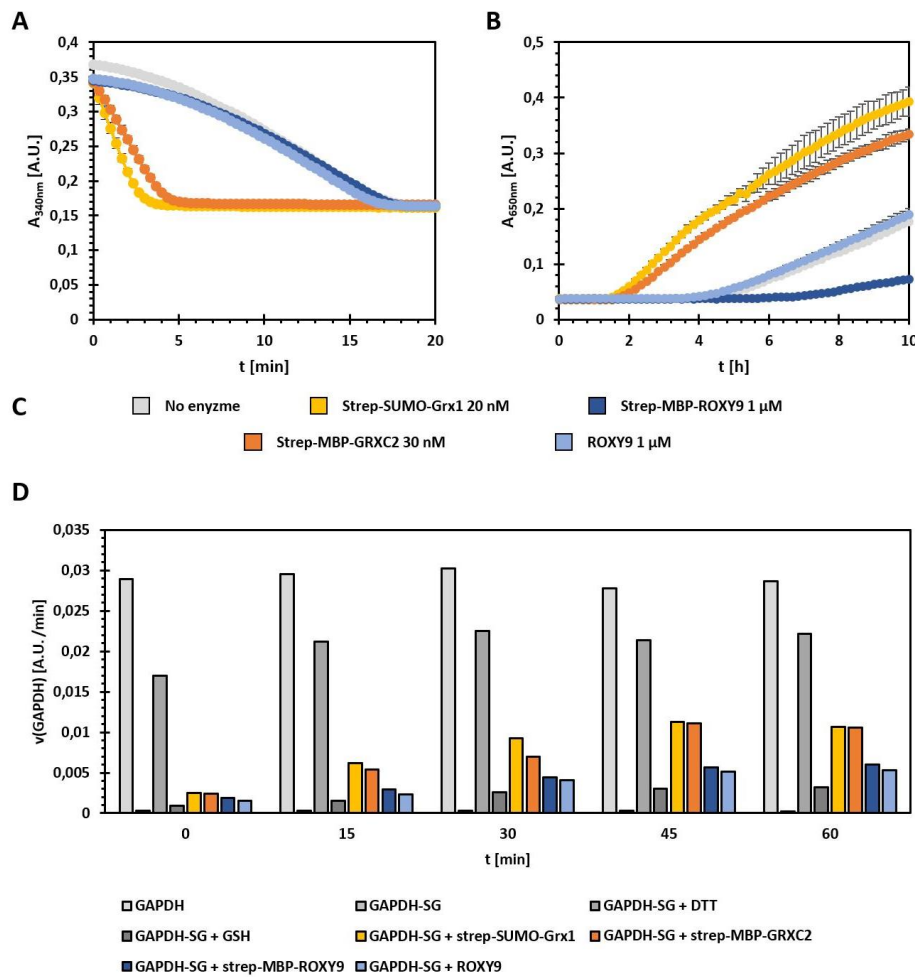 A
B
0,4
0,35
0,3
0,25
0,2
0,15
0,1
0,05
0
A340nm [A.U.]
0 5 10 15 20
t [min]
0,5
0,4
0,3
0,2
0,1
0
A650nm [A.U.]
0 2 4 6 8 10
t [h]
C
No enyzme Strep-SUMO-Grx1 20 nM Strep-MBP-ROXY9 1 µM
Strep-MBP-GRXC2 30 nM ROXY9 1 µM
D
0,035
0,03
0,025
0,02
0,015
0,01
0,005
0
v(GAPDH) [A.U./min]
0 15 30 45 60
t [min]
GAPDH GAPDH-SG GAPDH-SG + DTT
GAPDH-SG + GSH GAPDH-SG + strep-SUMO-Grx1 GAPDH-SG + strep-MBP-GRXC2
GAPDH-SG + strep-MBP-ROXY9 GAPDH-SG + ROXY9